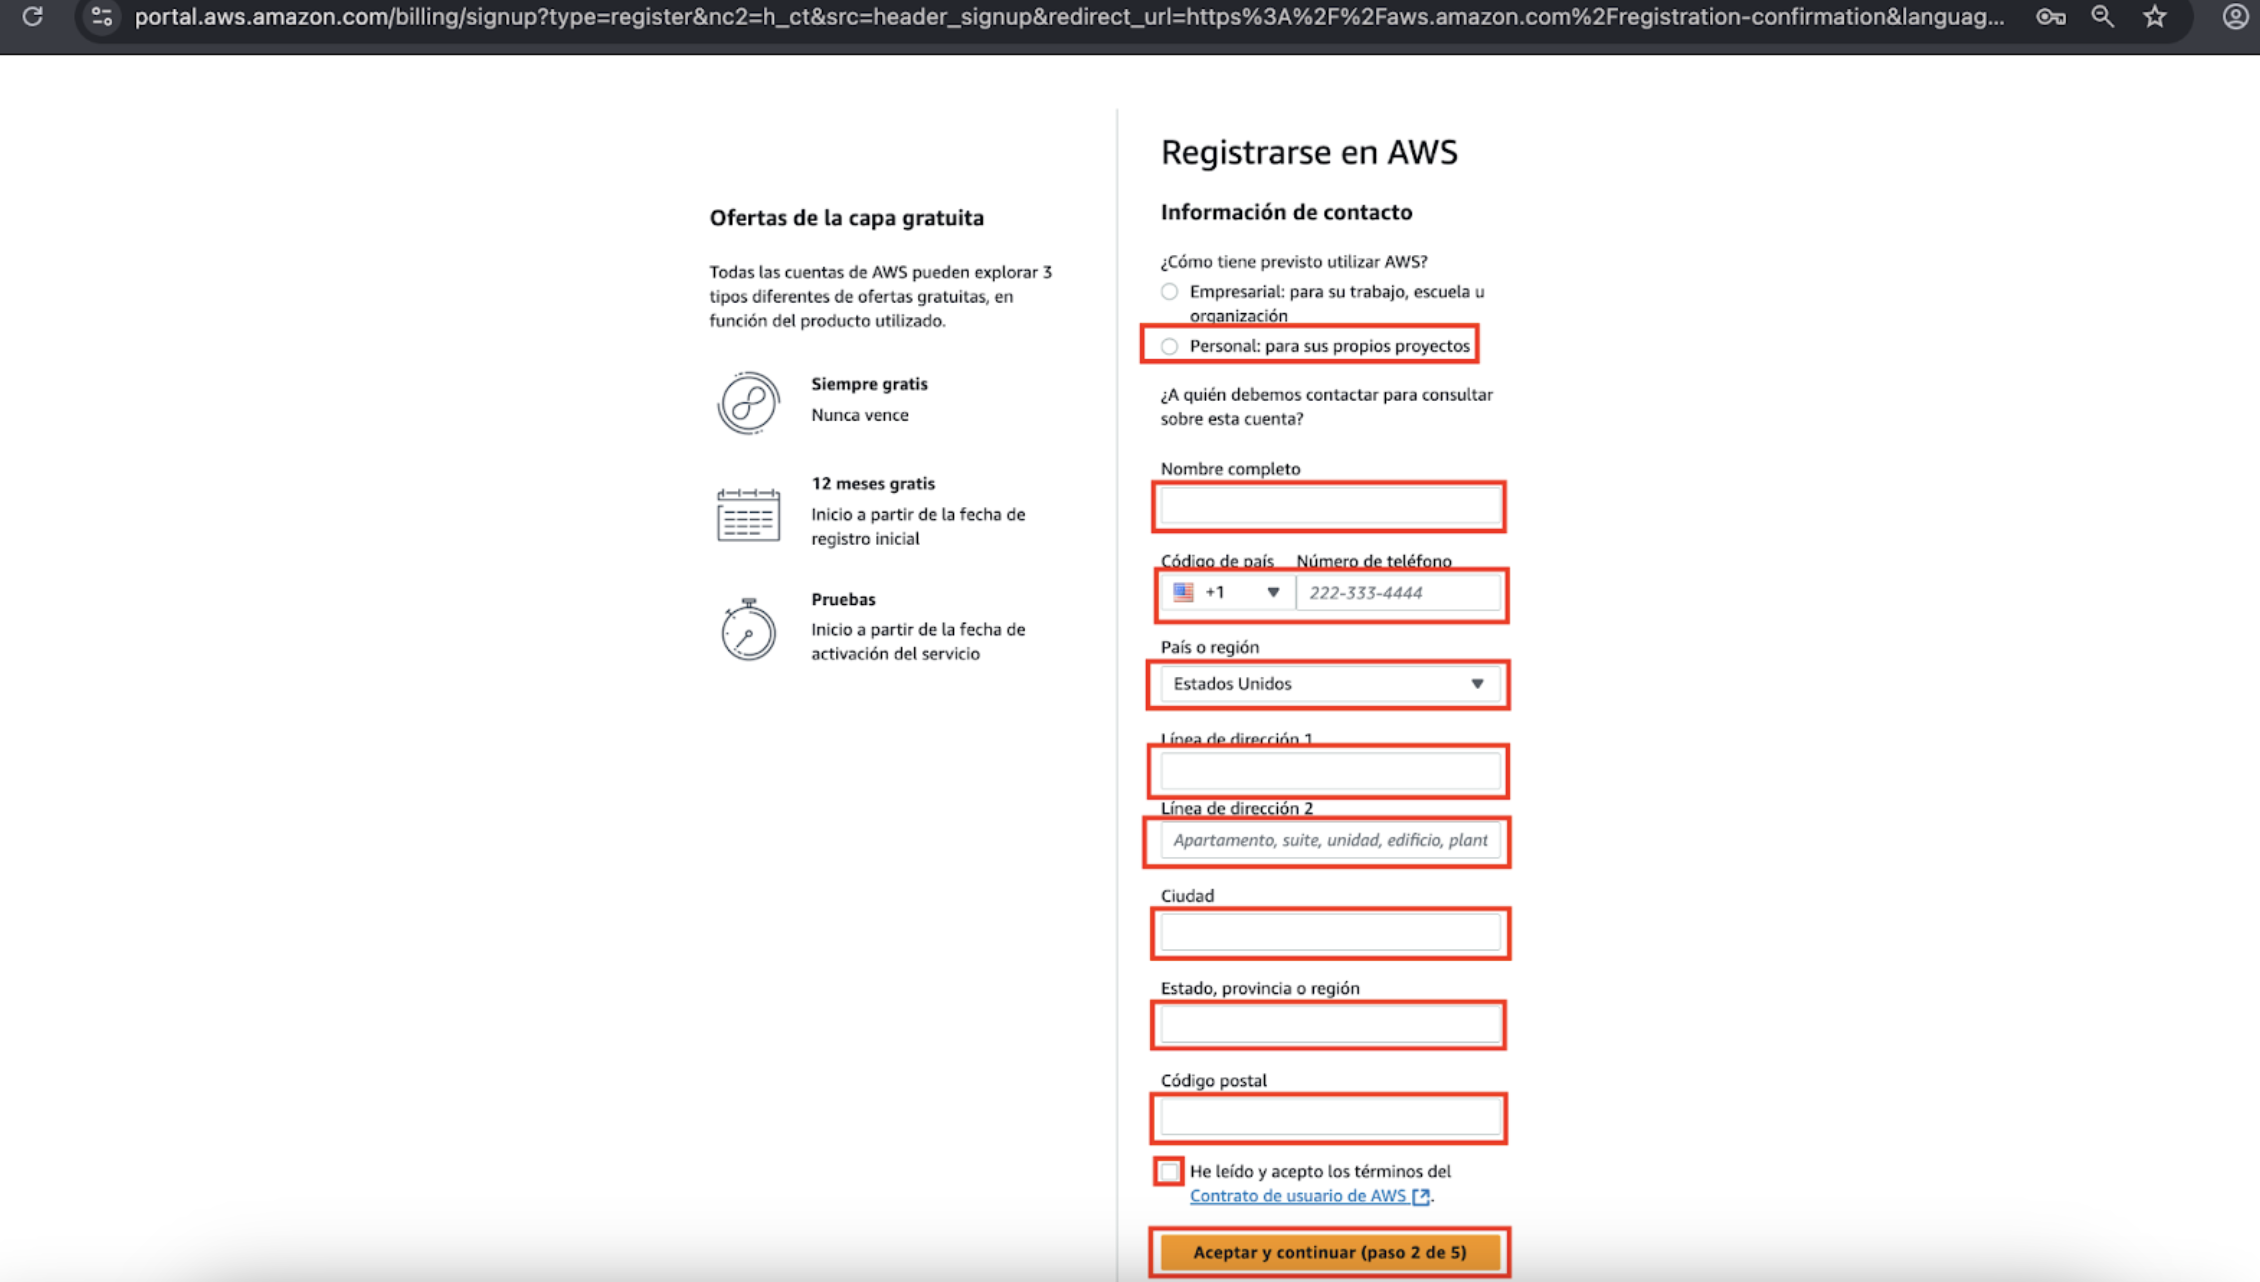 portal.aws.amazon.com/billing/signup?type=register&nc2=h_ct&src=header_signup&redirect_url=https%3A%2F%2Faws.amazon.com%2Fregistration-confirmation&languag...
Ofertas de la capa gratuita
Todas las cuentas de AWS pueden explorar 3
tipos diferentes de ofertas gratuitas, en
función del producto utilizado.
Siempre gratis
Nunca vence
12 meses gratis
Inicio a partir de la fecha de
registro inicial
Pruebas
Inicio a partir de la fecha de
activación del servicio
Registrarse en AWS
Información de contacto
¿Cómo tiene previsto utilizar AWS?
Empresarial: para su trabajo, escuela u
organización
Personal: para sus propios proyectos
¿A quién debemos contactar para consultar
sobre esta cuenta?
Nombre completo
Código de país Número de teléfono
+1 222-333-4444
País o región
Estados Unidos
Línea de dirección 1
Línea de dirección 2
Apartamento, suite, unidad, edificio, plant
Ciudad
Estado, provincia o región
Código postal
He leído y acepto los términos del
Contrato de usuario de AWS.
Aceptar y continuar (paso 2 de 5)